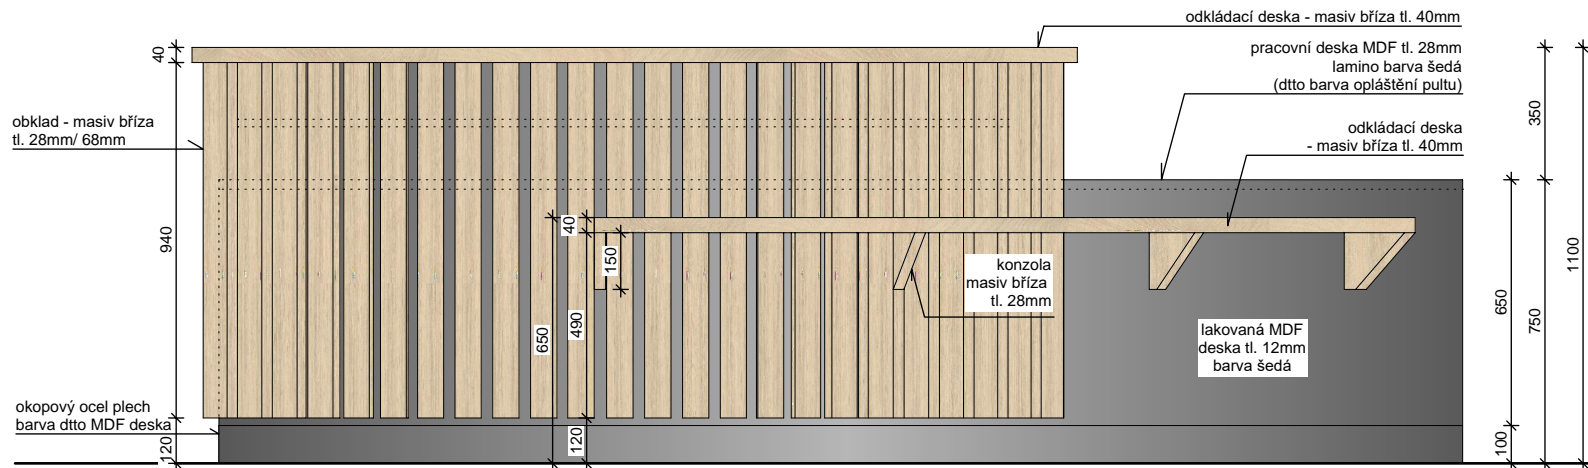 odkládací deska - masiv bříza tl. 40mm
pracovní deska MDF tl. 28mm
lamino barva šedá
(dtto barva opláštění pultu)
odkládací deska
- masiv bříza tl. 40mm
obklad - masiv bříza
tl. 28mm/ 68mm
okopový ocel plech
barva dtto MDF deska
konzola
masiv bříza
tl. 28mm
lakovaná MDF
deska tl. 12mm
barva šedá
40
940
120
40
150
650
490
120
350
1100
650
750
100